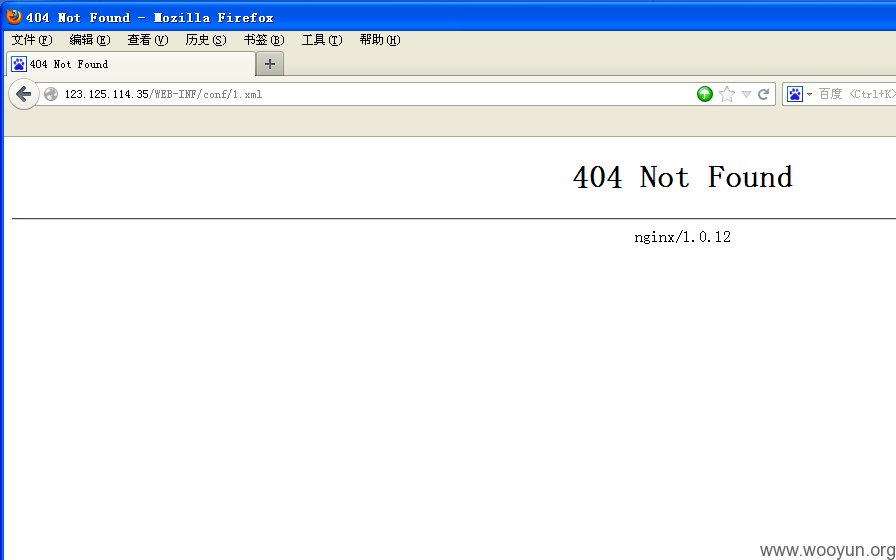 404 Not Found - Mozilla Firefox
文件(F) 编辑(E) 查看(V) 历史(S) 书签(B) 工具(T) 帮助(H)
404 Not Found
123.125.114.35/WEB-INF/conf/1.xml
百度 <Ctrl+K>
404 Not Found
nginx/1.0.12
www.wooyun.org